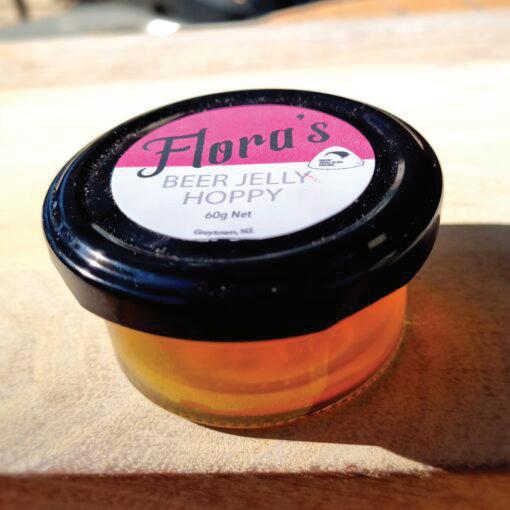 Flora's
BEER JELLY
HOPPY
60g Net
Greytown, NZ